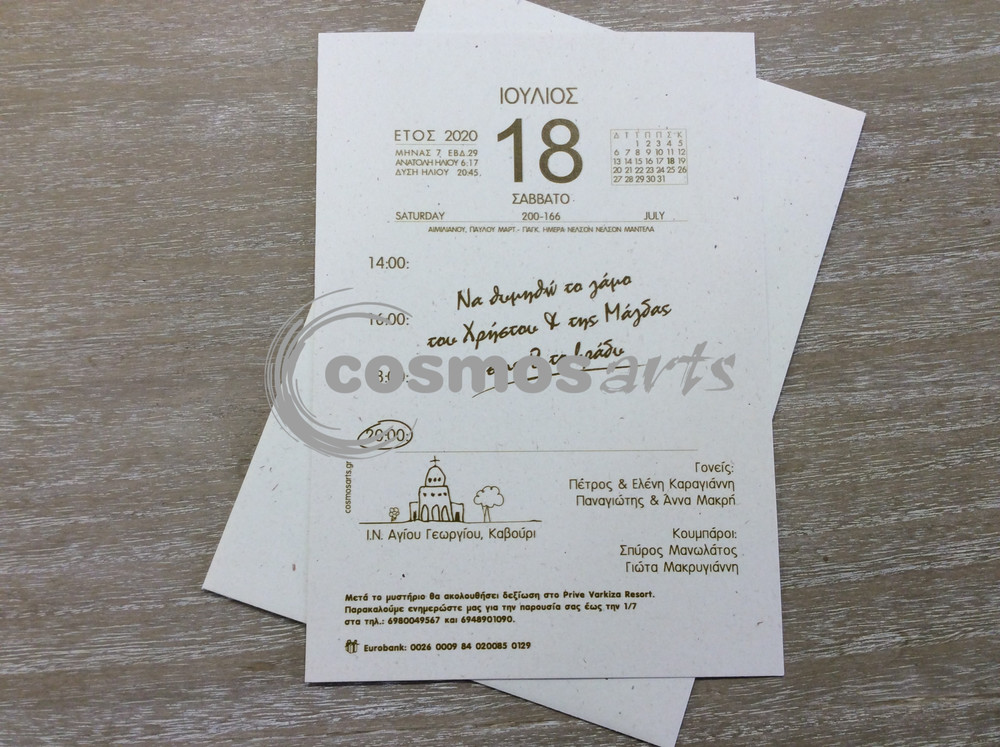 ΙΟΥΛΙΟΣ
ΕΤΟΣ 2020
ΜΗΝΑΣ 7 ΕΒΔ.29
ΑΝΑΤΟΛΗ ΗΛΙΟΥ 6:17
ΔΥΣΗ ΗΛΙΟΥ 20:45
18
Δ Τ Τ Π Π Σ Κ
1 2 3 4 5
6 7 8 9 10 11 12
13 14 15 16 17 18 19
20 21 22 23 24 25 26
27 28 29 30 31
ΣΑΒΒΑΤΟ
SATURDAY 200-166 JULY
ΑΙΜΙΛΙΑΝΟΥ, ΠΑΥΛΟΥ ΜΑΡΤ - ΠΑΓΚ. ΗΜΕΡΑ ΝΕΛΣΟΝ ΝΕΛΣΟΝ ΜΑΝΤΕΛΑ
14:00:
Να θυμηθώ το γάμο
16:00:
του Χρήστου & της Μάγδας
το βράδυ
cosmosarts
20:00:
cosmosarts.gr
Γονείς:
Πέτρος & Ελένη Καραγιάννη
Παναγιώτης & Άννα Μακρή
Ι.Ν. Αγίου Γεωργίου, Καβούρι
Κουμπάροι:
Σπύρος Μανωλάτος
Γιώτα Μακρυγιάννη
Μετά το μυστήριο θα ακολουθήσει δεξίωση στο Prive Varkiza Resort.
Παρακαλούμε ενημερώστε μας για την παρουσία σας έως την 1/7
στα τηλ.: 6980049567 και 6948901090.
Eurobank: 0026 0009 84 020085 0129